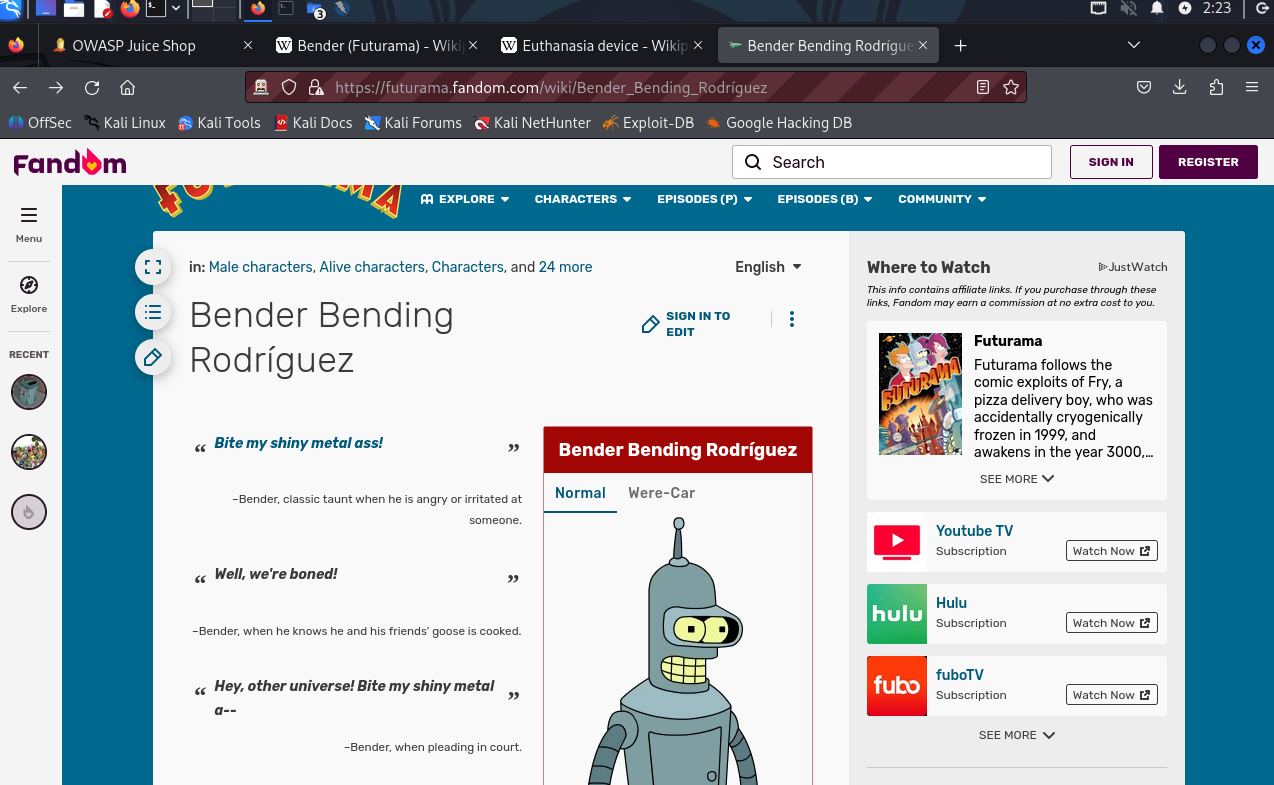 3
2:23
OWASP Juice Shop
Bender (Futurama) - Wiki
Euthanasia device - Wikip
Bender Bending Rodrígue
https://futurama.fandom.com/wiki/Bender_Bending_Rodríguez
OffSec
Kali Linux
Kali Tools
Kali Docs
Kali Forums
Kali NetHunter
Exploit-DB
Google Hacking DB
Fandom
Search
SIGN IN
REGISTER
FUTURAMA
EXPLORE
CHARACTERS
EPISODES (P)
EPISODES (B)
COMMUNITY
Menu
Explore
RECENT
in: Male characters, Alive characters, Characters, and 24 more
English
Bender Bending
Rodríguez
SIGN IN TO
EDIT
“ Bite my shiny metal ass! ”
–Bender, classic taunt when he is angry or irritated at
someone.
“ Well, we're boned! ”
–Bender, when he knows he and his friends' goose is cooked.
“ Hey, other universe! Bite my shiny metal ”
a--
–Bender, when pleading in court.
Bender Bending Rodríguez
Normal
Were-Car
Where to Watch
JustWatch
This info contains affiliate links. If you purchase through these
links, Fandom may earn a commission at no extra cost to you.
FUTURAMA
Futurama
Futurama follows the
comic exploits of Fry, a
pizza delivery boy, who was
accidentally cryogenically
frozen in 1999, and
awakens in the year 3000,…
SEE MORE
Youtube TV
Subscription
Watch Now
hulu
Hulu
Subscription
Watch Now
fubo
fuboTV
Subscription
Watch Now
SEE MORE